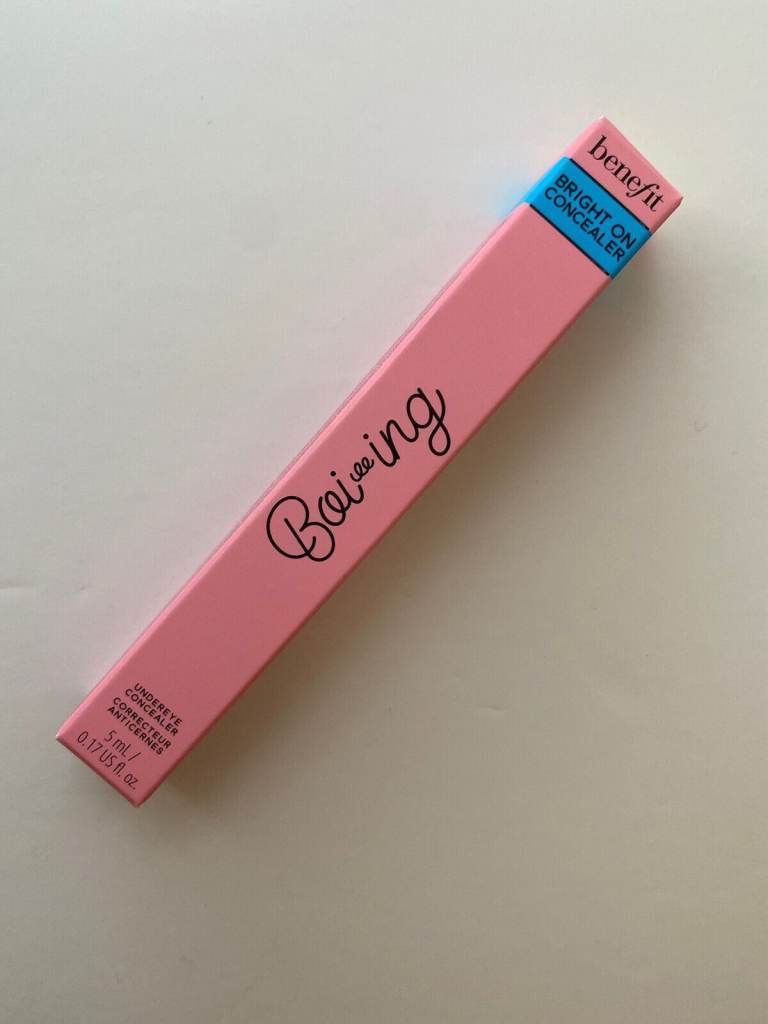 benefit
BRIGHT ON
CONCEALER
Boi-ing
UNDEREYE
CONCEALER
CORRECTEUR
ANTICERNES
5 mL /
0.17 US fl. oz.